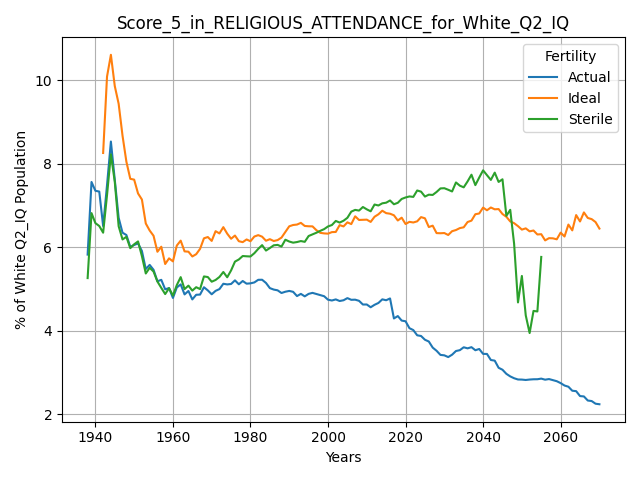 Score_5_in_RELIGIOUS_ATTENDANCE_for_White_Q2_IQ
Fertility
Actual
Ideal
Sterile
% of White Q2_IQ Population
10
8
6
4
2
1940 1960 1980 2000 2020 2040 2060
Years